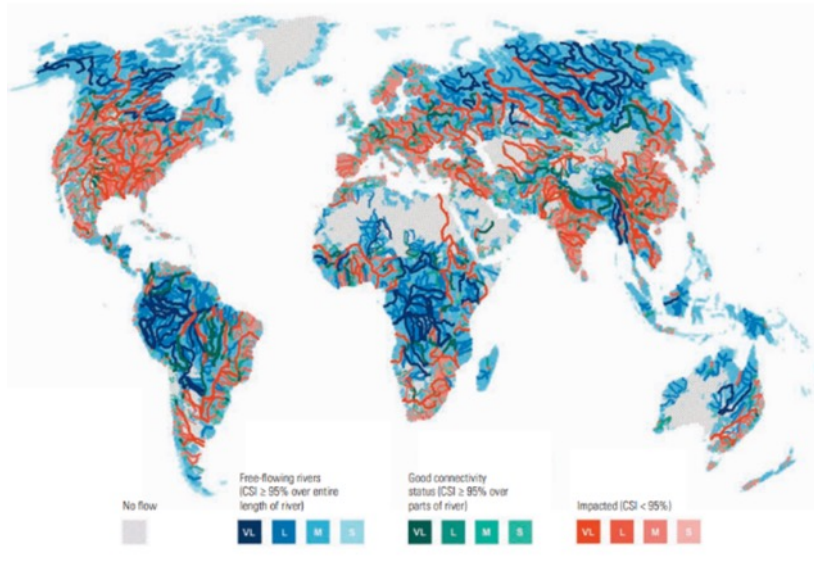 No flow
Free-flowing rivers
(CSI ≥ 95% over entire
length of river)
VL L M S
Good connectivity
status (CSI ≥ 95% over
parts of river)
VL L M S
Impacted (CSI < 95%)
VL L M S